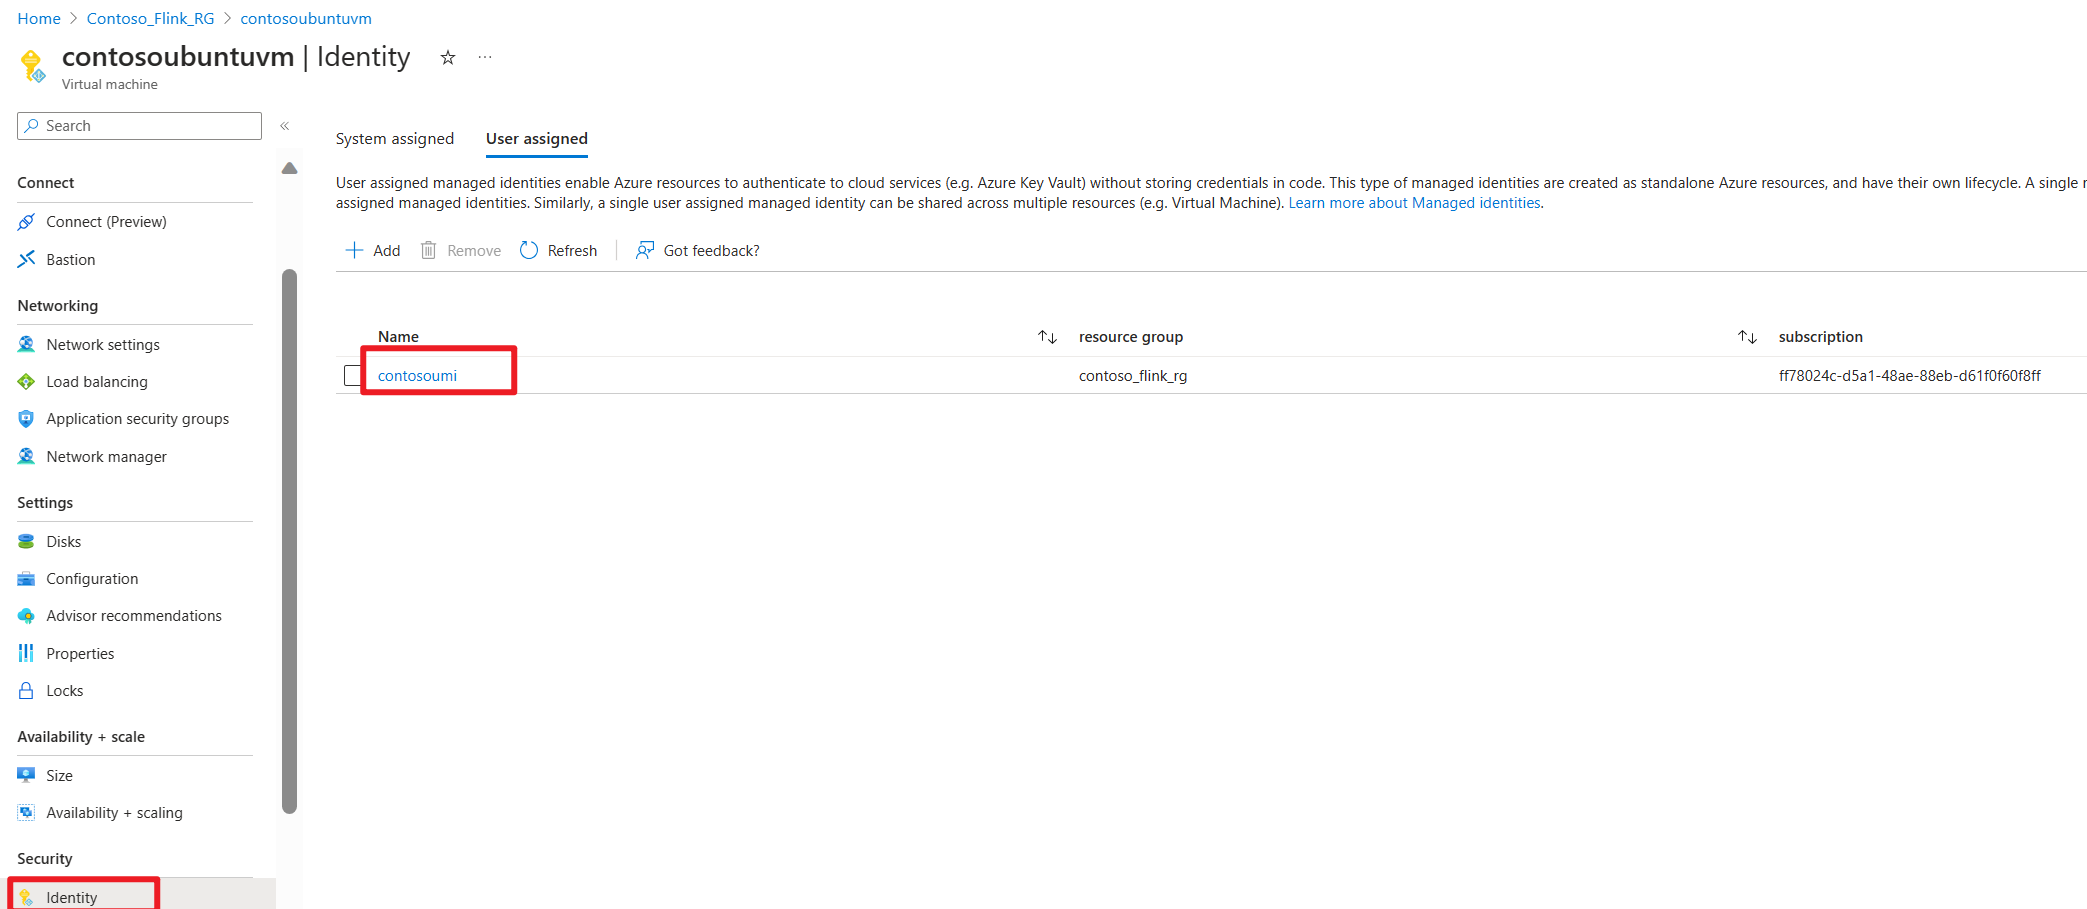 Home > Contoso_Flink_RG > contosoubuntuvm
contosoubuntuvm | Identity
Virtual machine
Search
Connect
Connect (Preview)
Bastion
Networking
Network settings
Load balancing
Application security groups
Network manager
Settings
Disks
Configuration
Advisor recommendations
Properties
Locks
Availability + scale
Size
Availability + scaling
Security
Identity
System assigned User assigned
User assigned managed identities enable Azure resources to authenticate to cloud services (e.g. Azure Key Vault) without storing credentials in code. This type of managed identities are created as standalone Azure resources, and have their own lifecycle. A single
assigned managed identities. Similarly, a single user assigned managed identity can be shared across multiple resources (e.g. Virtual Machine). Learn more about Managed identities.
Add Remove Refresh Got feedback?
Name resource group subscription
contosoumi contoso_flink_rg ff78024c-d5a1-48ae-88eb-d61f0f60f8ff